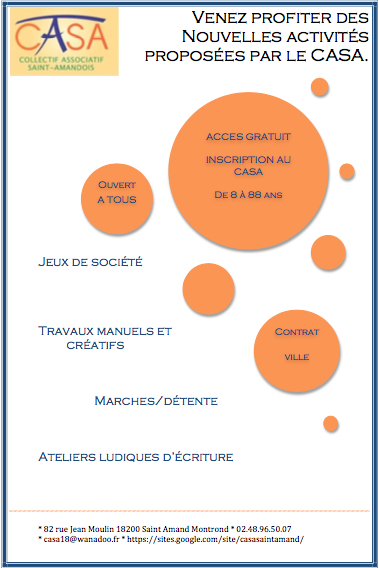 CASA
COLLECTIF ASSOCIATIF
SAINT-AMANDOIS
Venez profiter des
Nouvelles activités
proposées par le CASA.
ACCES GRATUIT
INSCRIPTION AU
CASA
De 8 à 88 ans
Ouvert
A TOUS
Jeux de société
Travaux manuels et
créatifs
Contrat
ville
Marches/détente
Ateliers ludiques d'écriture
* 82 rue Jean Moulin 18200 Saint Amand Montrond * 02.48.96.50.07
* casa18@wanadoo.fr * https://sites.google.com/site/casasaintamand/